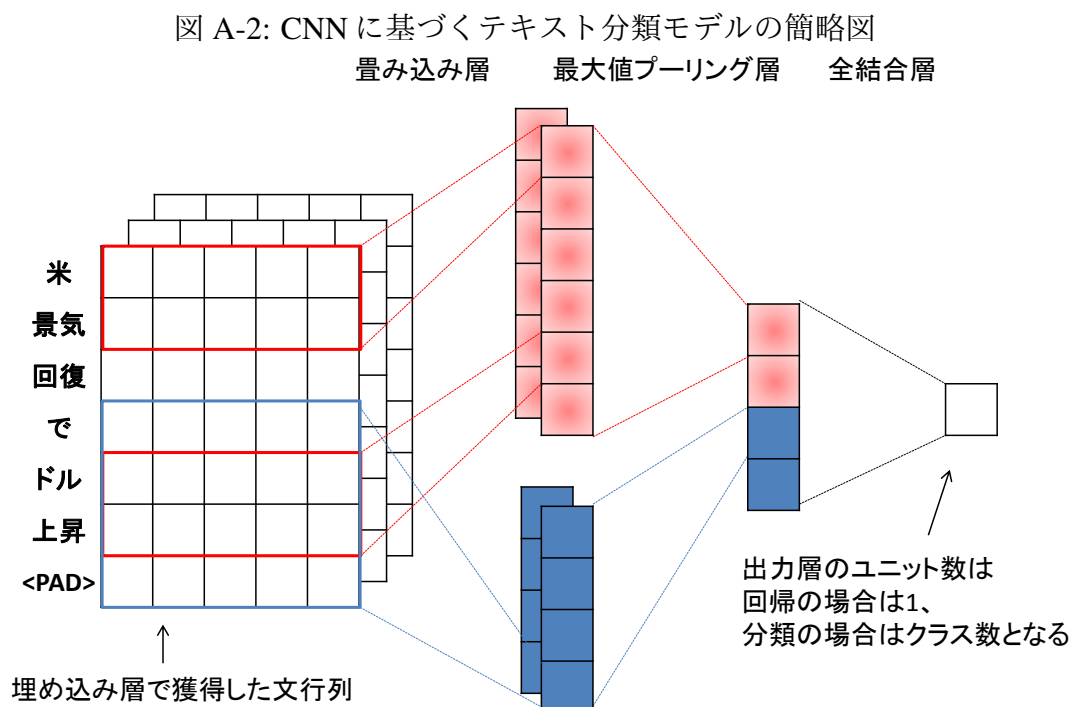 図 A-2: CNN に基づくテキスト分類モデルの簡略図
畳み込み層 最大値プーリング層 全結合層
米
景気
回復
で
ドル
上昇
<PAD>
埋め込み層で獲得した文行列
出力層のユニット数は
回帰の場合は1、
分類の場合はクラス数となる